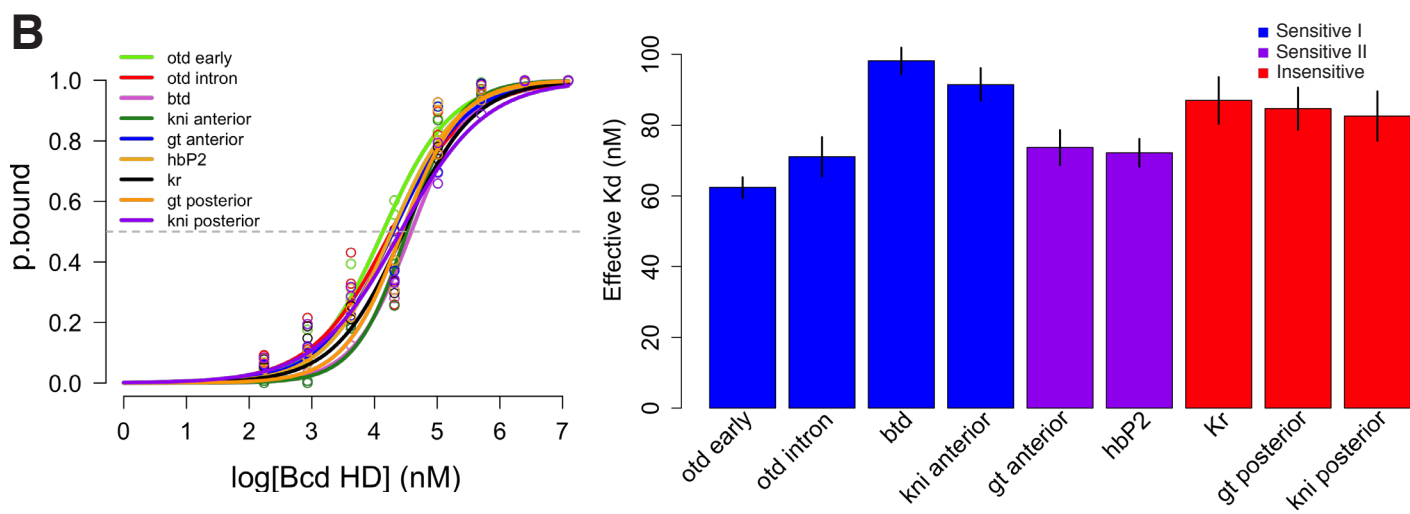 B
otd early
otd intron
btd
kni anterior
gt anterior
hbP2
kr
gt posterior
kni posterior
p.bound
1.0
0.8
0.6
0.4
0.2
0.0
0 1 2 3 4 5 6 7
log[Bcd HD] (nM)
Sensitive I
Sensitive II
Insensitive
Effective Kd (nM)
100
80
60
40
20
0
otd early
otd intron
btd
kni anterior
gt anterior
hbP2
Kr
gt posterior
kni posterior